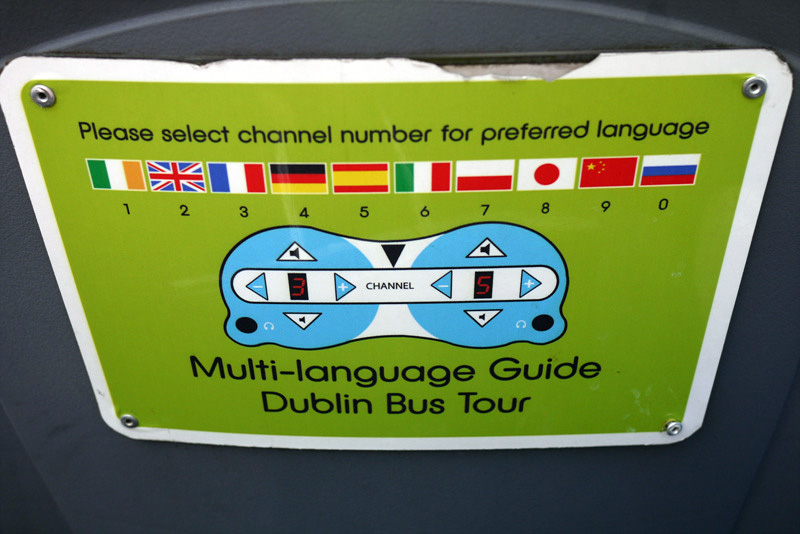 Please select channel number for preferred language
1 2 3 4 5 6 7 8 9 0
3 CHANNEL 5
Multi-language Guide
Dublin Bus Tour